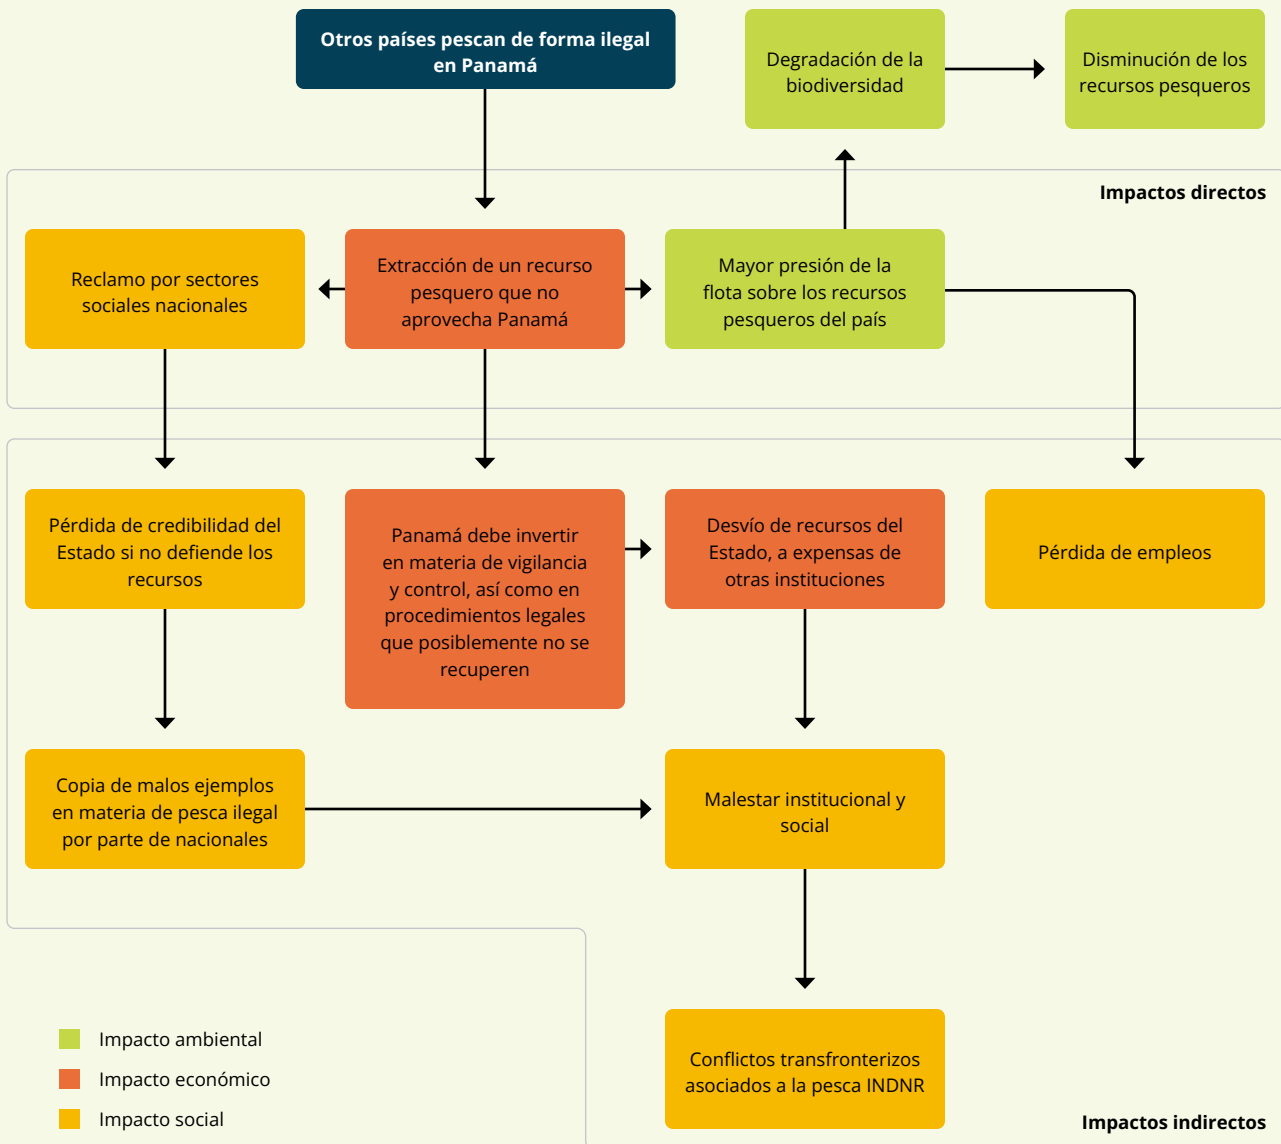 Otros países pescan de forma ilegal
en Panamá
Degradación de la
biodiversidad
Disminución de los
recursos pesqueros
Impactos directos
Reclamo por sectores
sociales nacionales
Extracción de un recurso
pesquero que no
aprovecha Panamá
Mayor presión de la
flota sobre los recursos
pesqueros del país
Pérdida de credibilidad del
Estado si no defiende los
recursos
Panamá debe invertir
en materia de vigilancia
y control, así como en
procedimientos legales
que posiblemente no se
recuperen
Desvío de recursos del
Estado, a expensas de
otras instituciones
Pérdida de empleos
Copia de malos ejemplos
en materia de pesca ilegal
por parte de nacionales
Malestar institucional y
social
Conflictos transfronterizos
asociados a la pesca INDNR
Impacto ambiental
Impacto económico
Impacto social
Impactos indirectos